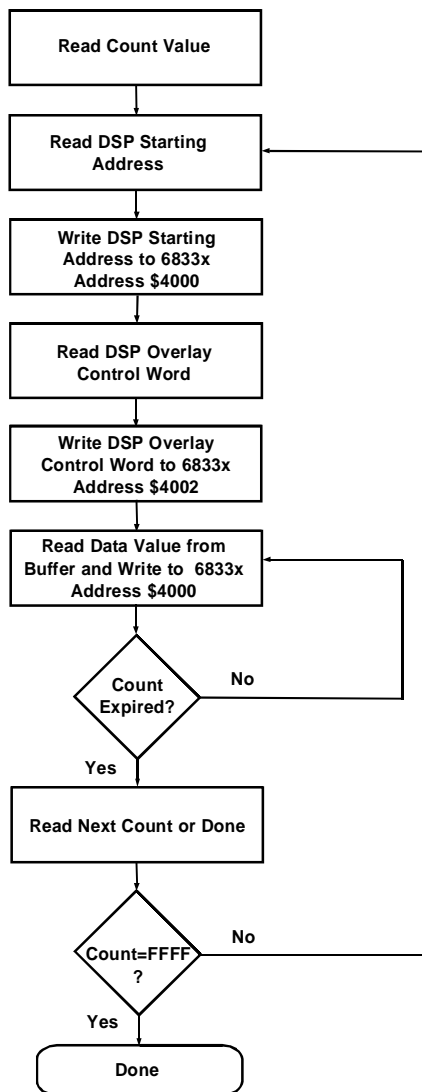 Read Count Value
Read DSP Starting
Address
Write DSP Starting
Address to 6833x
Address $4000
Read DSP Overlay
Control Word
Write DSP Overlay
Control Word to 6833x
Address $4002
Read Data Value from
Buffer and Write to 6833x
Address $4000
Count
Expired?
No
Yes
Read Next Count or Done
Count=FFFF
?
No
Yes
Done